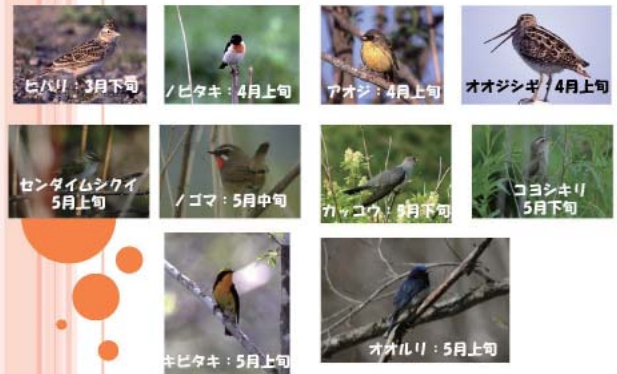 ヒバリ：3月下旬
ノビタキ：4月上旬
アオジ：4月上旬
オオジシギ：4月上旬
センダイムシクイ
5月上旬
ノゴマ：5月中旬
カッコウ：5月下旬
コヨシキリ
5月下旬
キビタキ：5月上旬
オオルリ：5月上旬